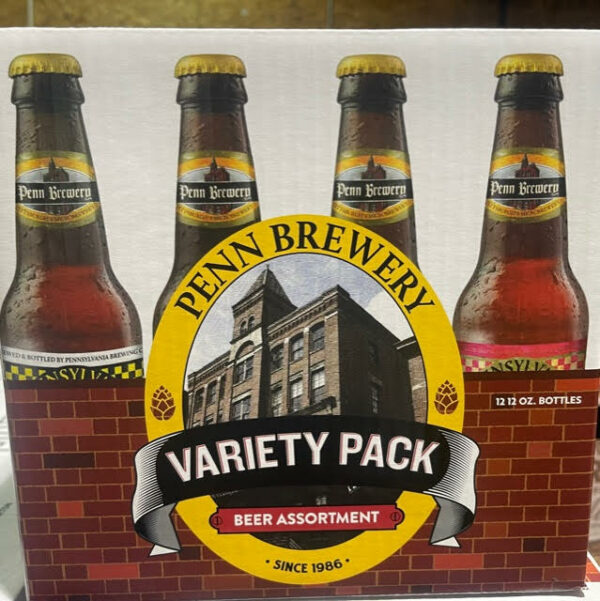 Penn Brewery
Penn Brewery
Penn Brewery
Penn Brewery
PENN BREWERY
& BOTTLED BY PENNSYLVANIA BREWING
12 12 OZ. BOTTLES
VARIETY PACK
BEER ASSORTMENT
• SINCE 1986 •